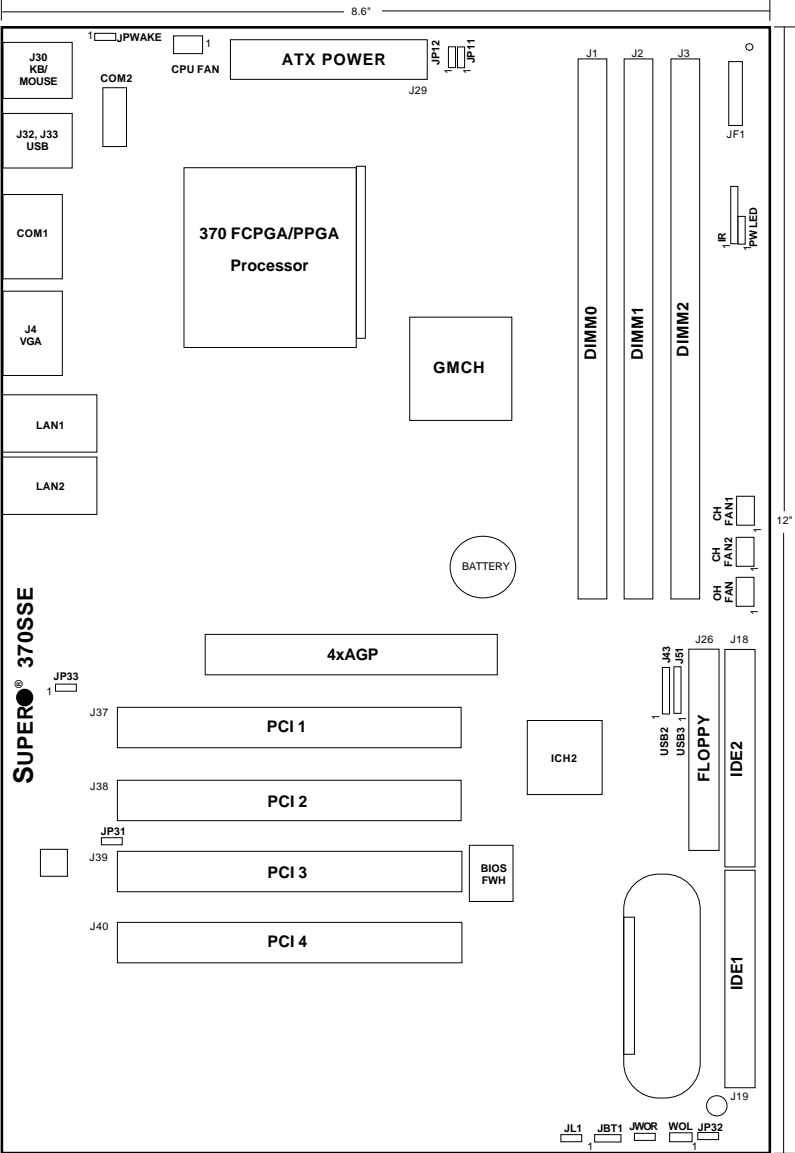 8.6"
1 JPWAKE
1
CPU FAN
ATX POWER
J29
JP12
JP11
1
1
J1
J2
J3
J30
KB/
MOUSE
COM2
JF1
J32, J33
USB
370 FCPGA/PPGA
Processor
COM1
IR
PW LED
1
1
J4
VGA
GMCH
DIMM0
DIMM1
DIMM2
LAN1
LAN2
CH
FAN1
1
12"
CH
FAN2
1
OH
FAN
1
BATTERY
SUPER® 370SSE
4xAGP
JP33
1
J43
J51
J26
J18
1
1
USB2
USB3
FLOPPY
IDE2
J37
PCI 1
ICH2
J38
PCI 2
JP31
J39
PCI 3
BIOS
FWH
J40
PCI 4
IDE1
J19
JL1
JBT1
1
JWOR
WOL
1
JP32